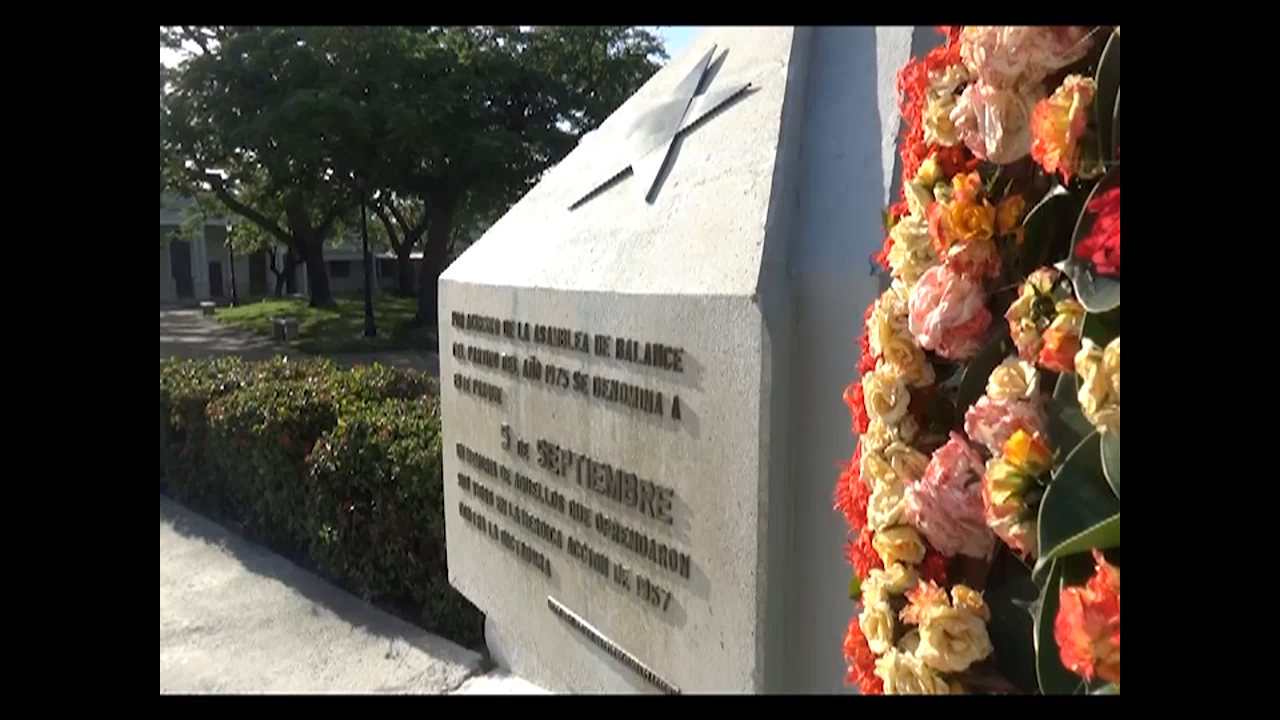 POR ACUERDO DE LA ASAMBLEA DE BALANCE
DEL PARTIDO DEL AÑO 1975 SE DENOMINA A
ESTE PARQUE
5 DE SEPTIEMBRE
EN MEMORIA DE AQUELLOS QUE OFRENDARON
SUS VIDAS EN LA HEROICA ACCION DE 1957
CONTRA LA DICTADURA